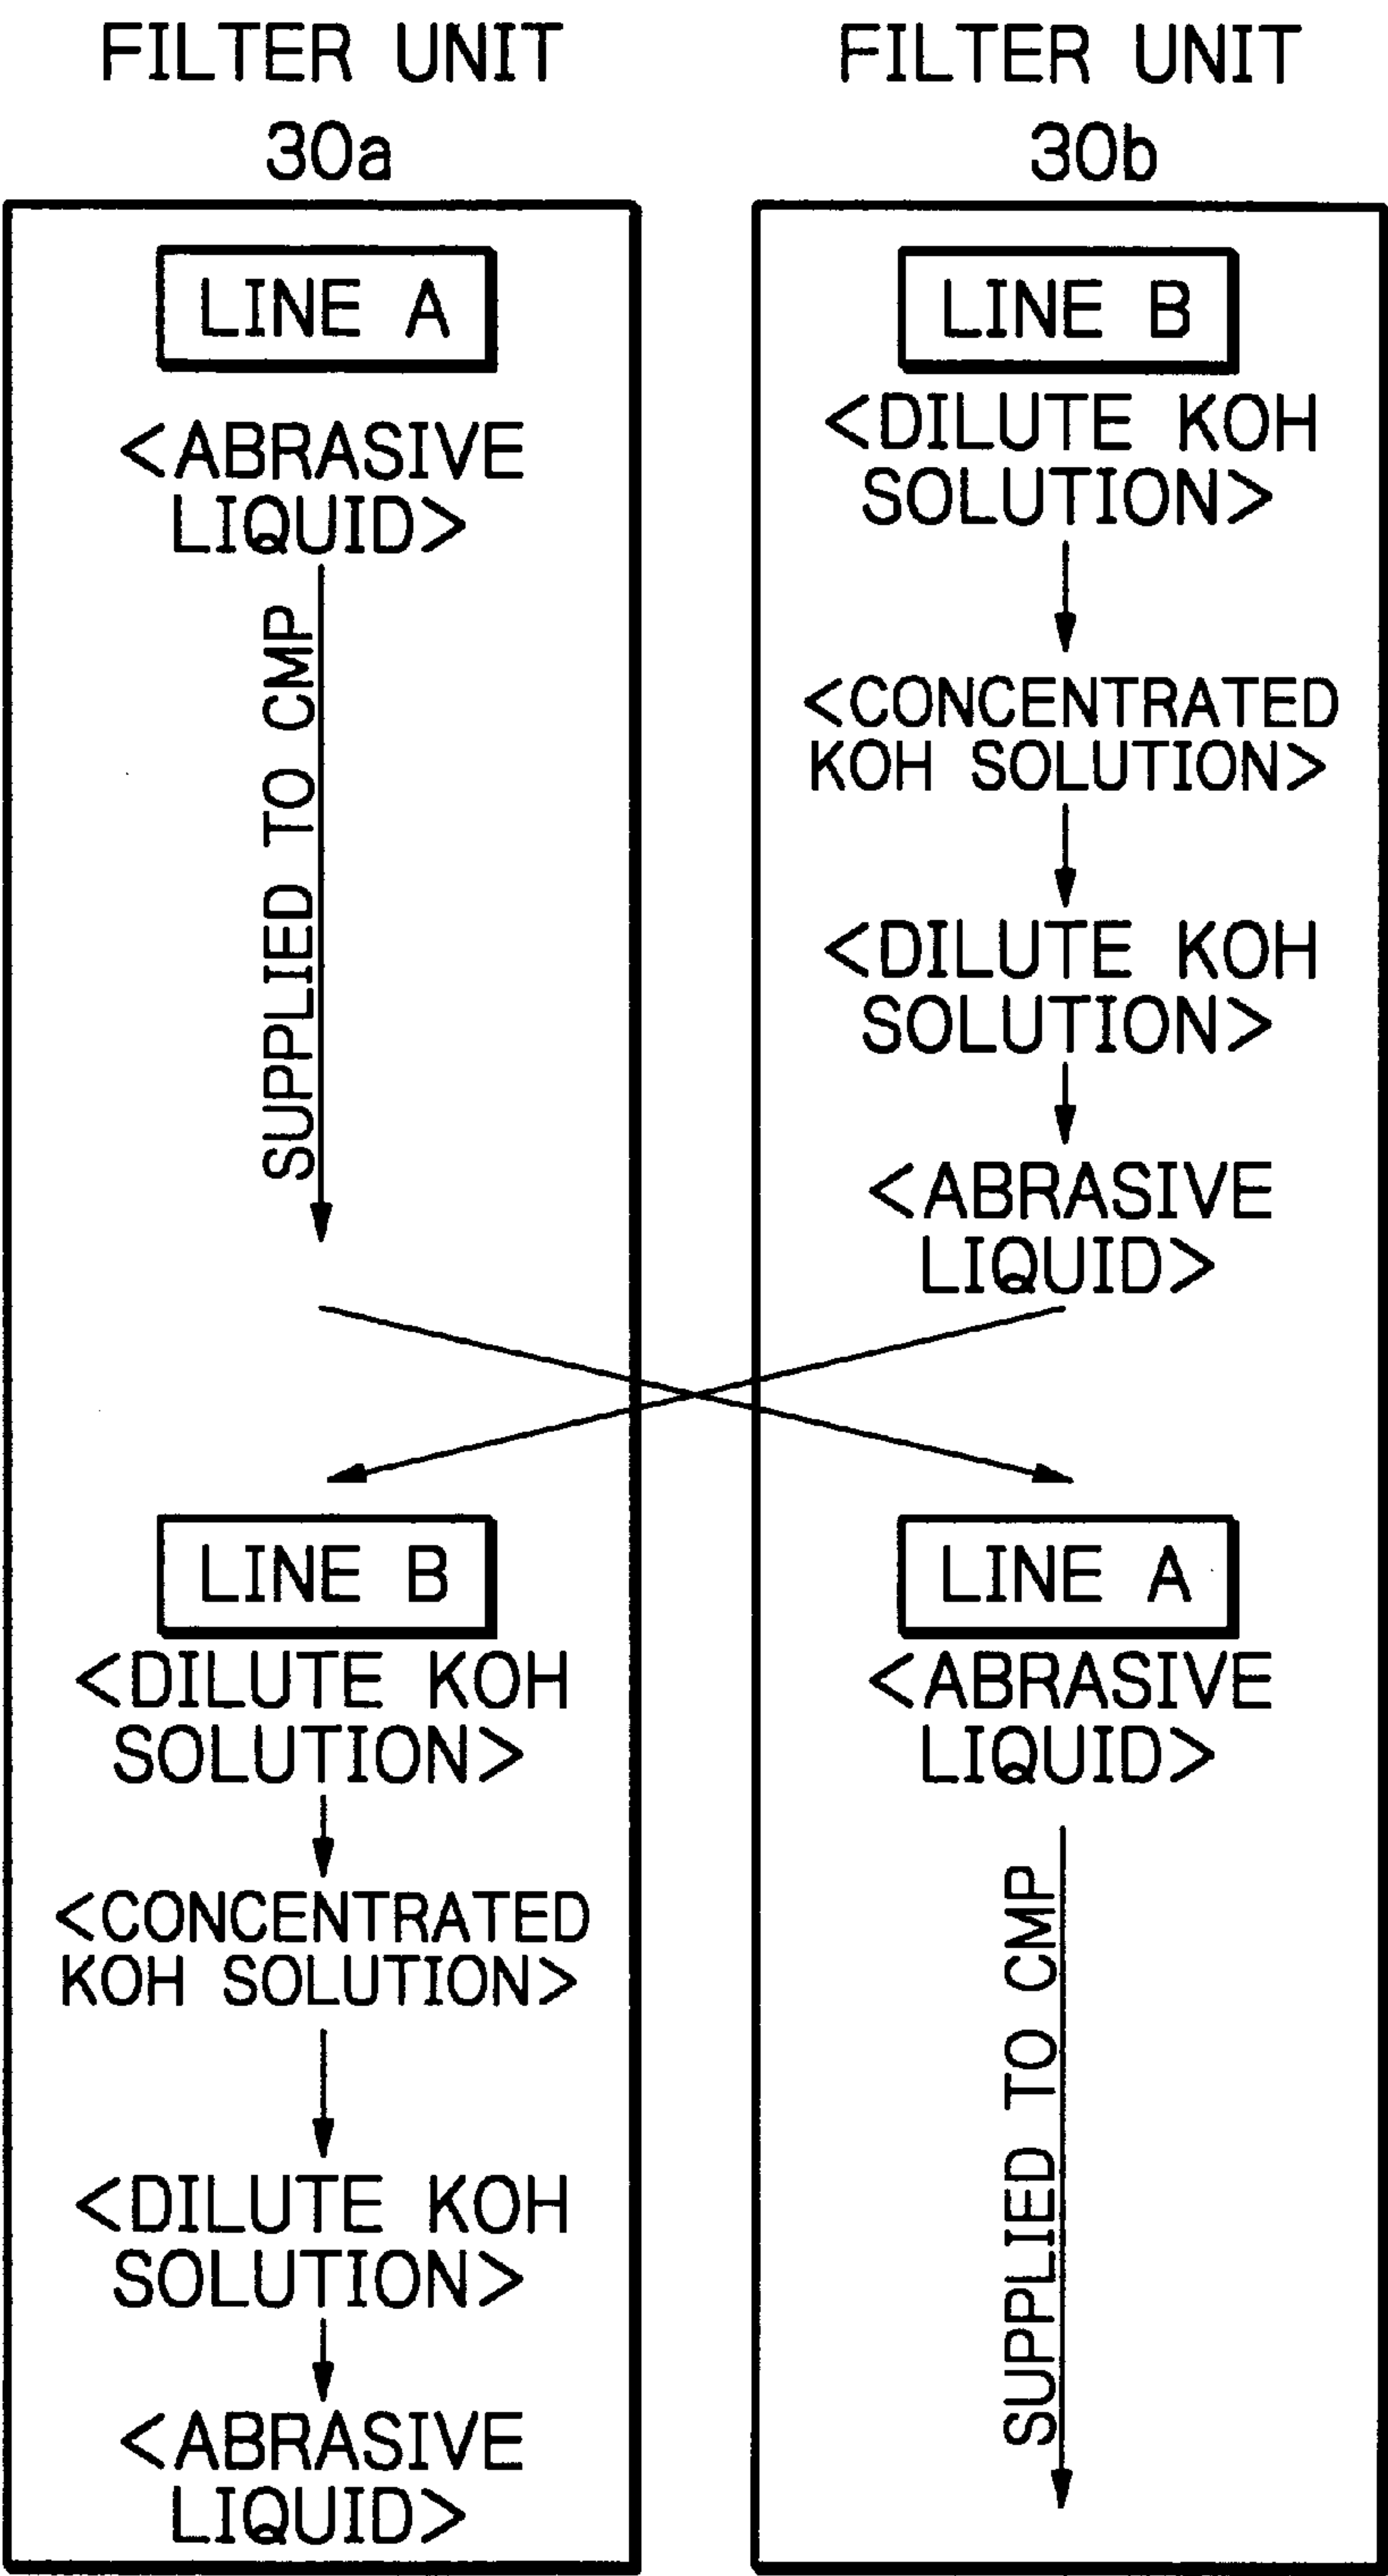 FILTER UNIT
30a
LINE A
<ABRASIVE
LIQUID>
SUPPLIED TO CMP
LINE B
<DILUTE KOH
SOLUTION>
<CONCENTRATED
KOH SOLUTION>
<DILUTE KOH
SOLUTION>
<ABRASIVE
LIQUID>
FILTER UNIT
30b
LINE B
<DILUTE KOH
SOLUTION>
<CONCENTRATED
KOH SOLUTION>
<DILUTE KOH
SOLUTION>
<ABRASIVE
LIQUID>
LINE A
<ABRASIVE
LIQUID>
SUPPLIED TO CMP